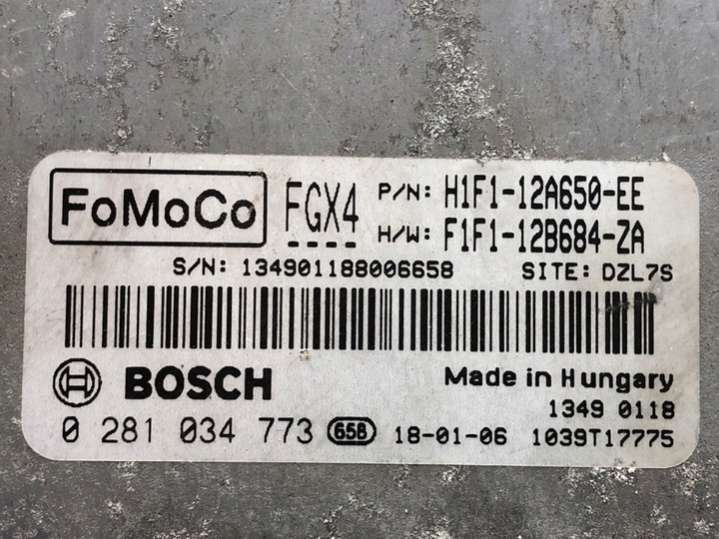 FoMoCo FGX4 P/N: H1F1-12A650-EE
H/W: F1F1-12B684-ZA
S/N: 134901188006658 SITE: DZL7S
BOSCH Made in Hungary
1349 0118
0 281 034 773 658 18-01-06 1039T17775